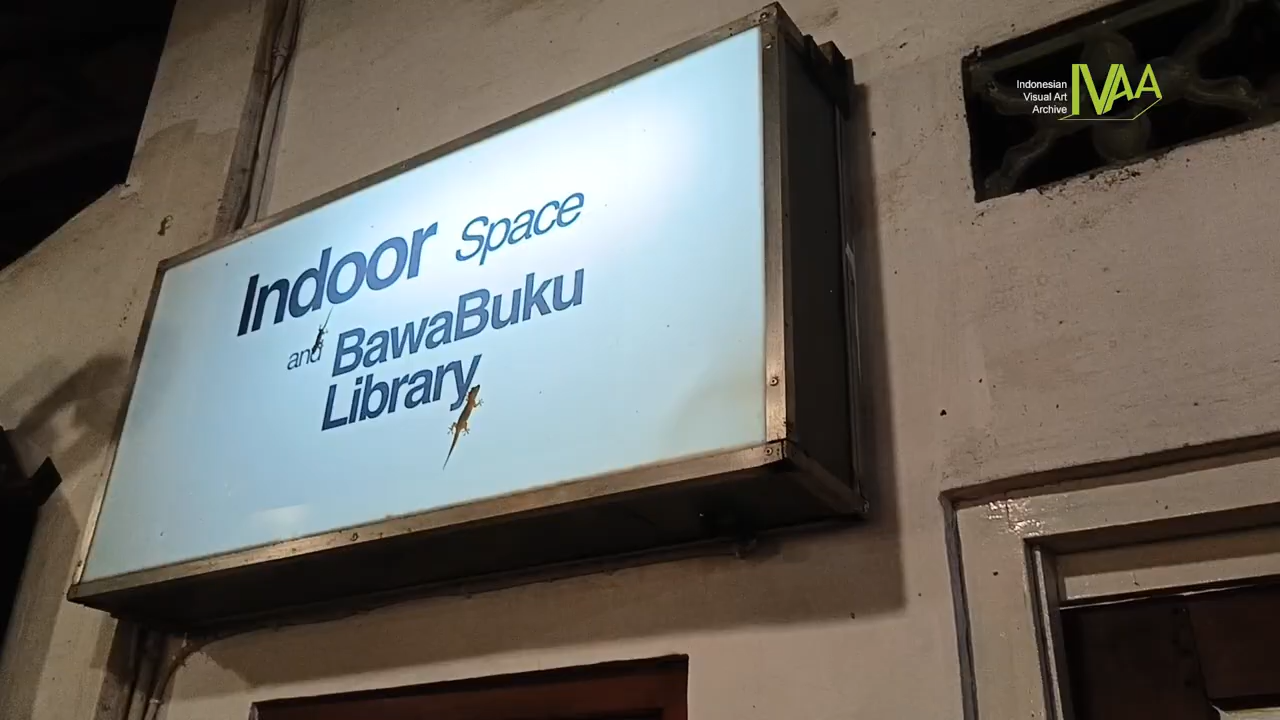 Indoor Space
and BawaBuku
Library
Indonesian
Visual Art
Archive
IVAA